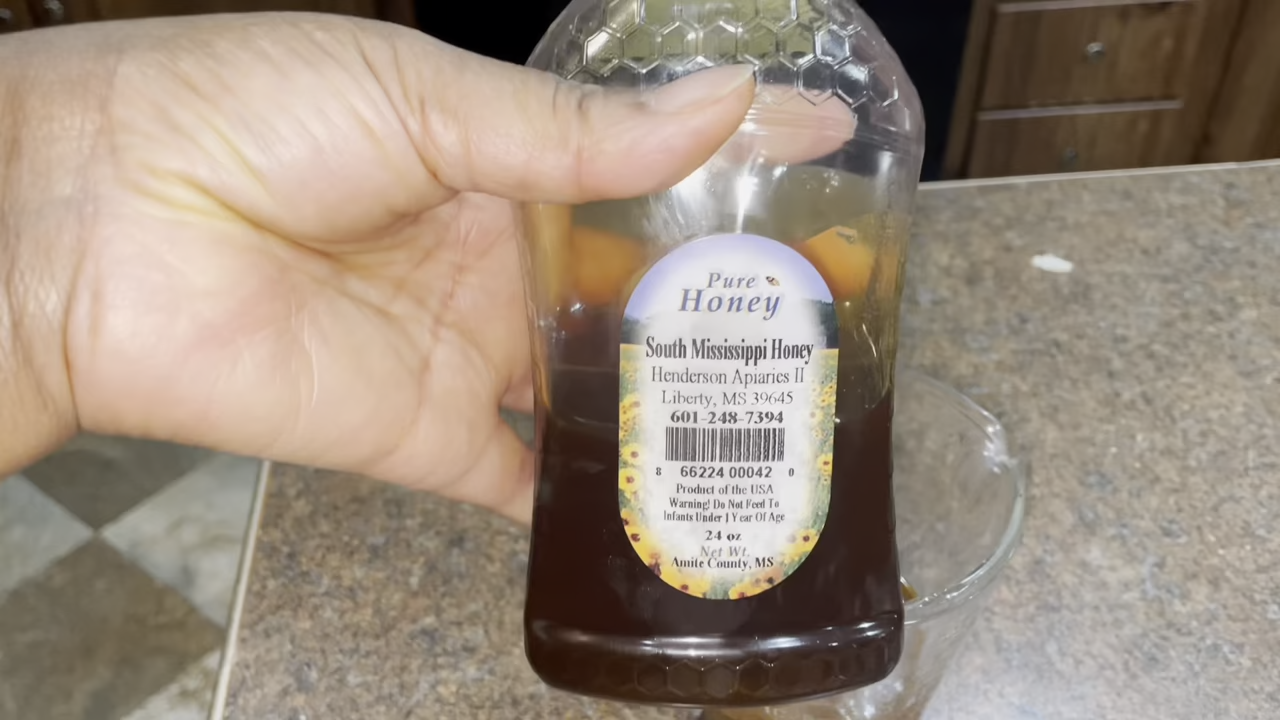 Pure
Honey
South Mississippi Honey
Henderson Apiaries II
Liberty, MS 39645
601-248-7394
8 66224 00042 0
Product of the USA
Warning! Do Not Feed To
Infants Under 1 Year Of Age
24 oz
Net Wt.
Amite County, MS